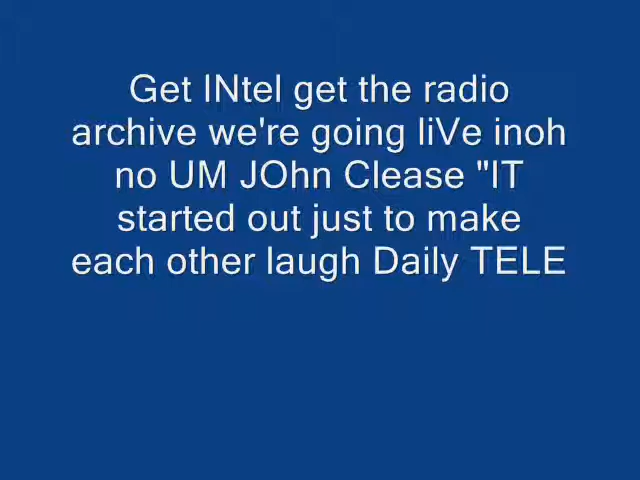 Get INtel get the radio
archive we're going liVe inoh
no UM JOhn Clease "IT
started out just to make
each other laugh Daily TELE